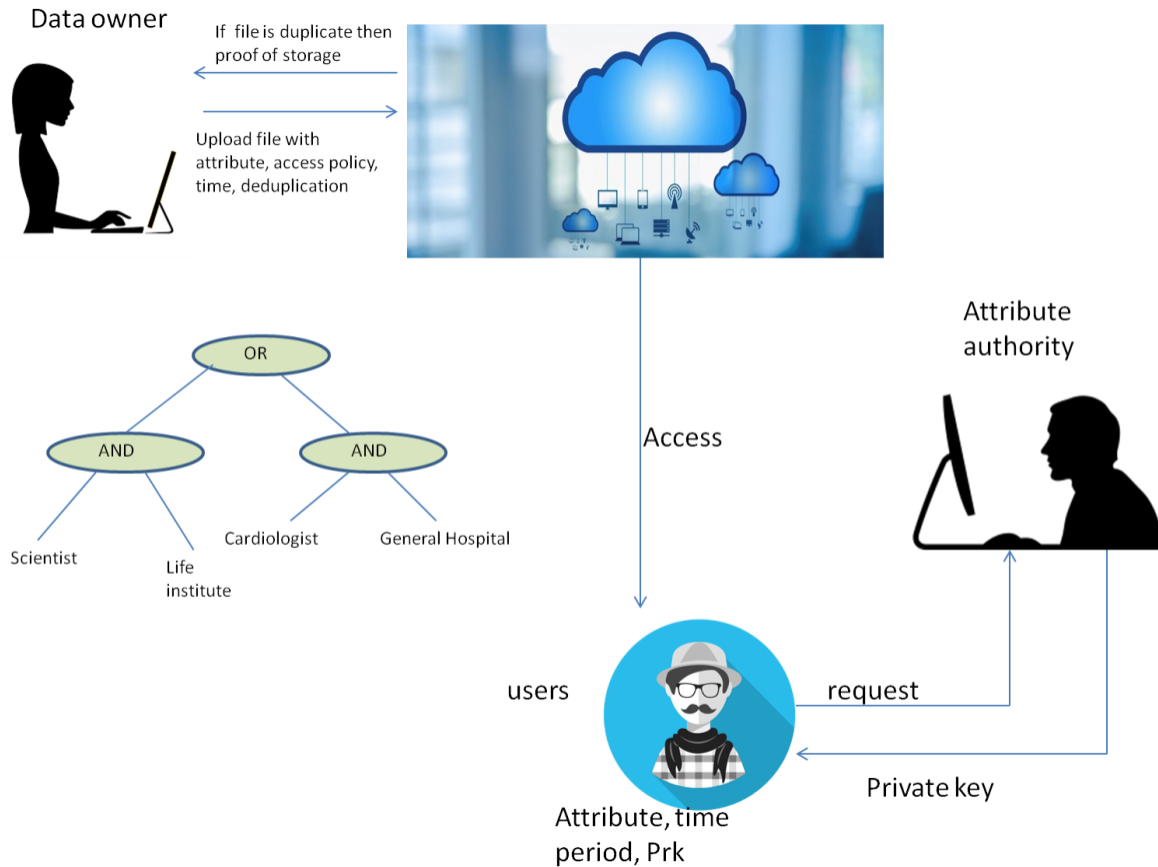 Data owner
If file is duplicate then
proof of storage
Upload file with
attribute, access policy,
time, deduplication
Attribute
authority
OR
AND
AND
Scientist
Life
institute
Cardiologist
General Hospital
Access
users
request
Private key
Attribute, time
period, Prk